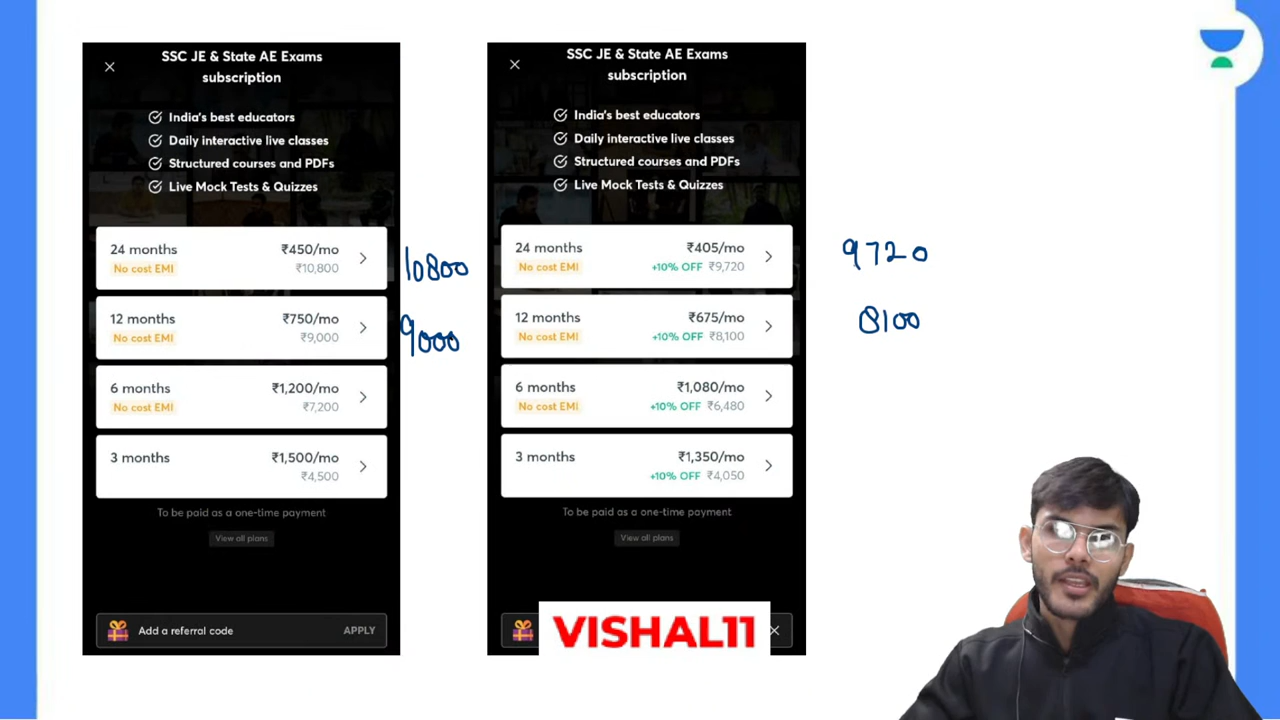 SSC JE & State AE Exams
subscription
India's best educators
Daily interactive live classes
Structured courses and PDFs
Live Mock Tests & Quizzes
24 months ₹450/mo
No cost EMI ₹10,800
12 months ₹750/mo
No cost EMI ₹9,000
6 months ₹1,200/mo
No cost EMI ₹7,200
3 months ₹1,500/mo
₹4,500
To be paid as a one-time payment
View all plans
Add a referral code APPLY
10800
9000
SSC JE & State AE Exams
subscription
India's best educators
Daily interactive live classes
Structured courses and PDFs
Live Mock Tests & Quizzes
24 months ₹405/mo
No cost EMI +10% OFF ₹9,720
12 months ₹675/mo
No cost EMI +10% OFF ₹8,100
6 months ₹1,080/mo
No cost EMI +10% OFF ₹6,480
3 months ₹1,350/mo
+10% OFF ₹4,050
To be paid as a one-time payment
View all plans
VISHAL11
9720
8100